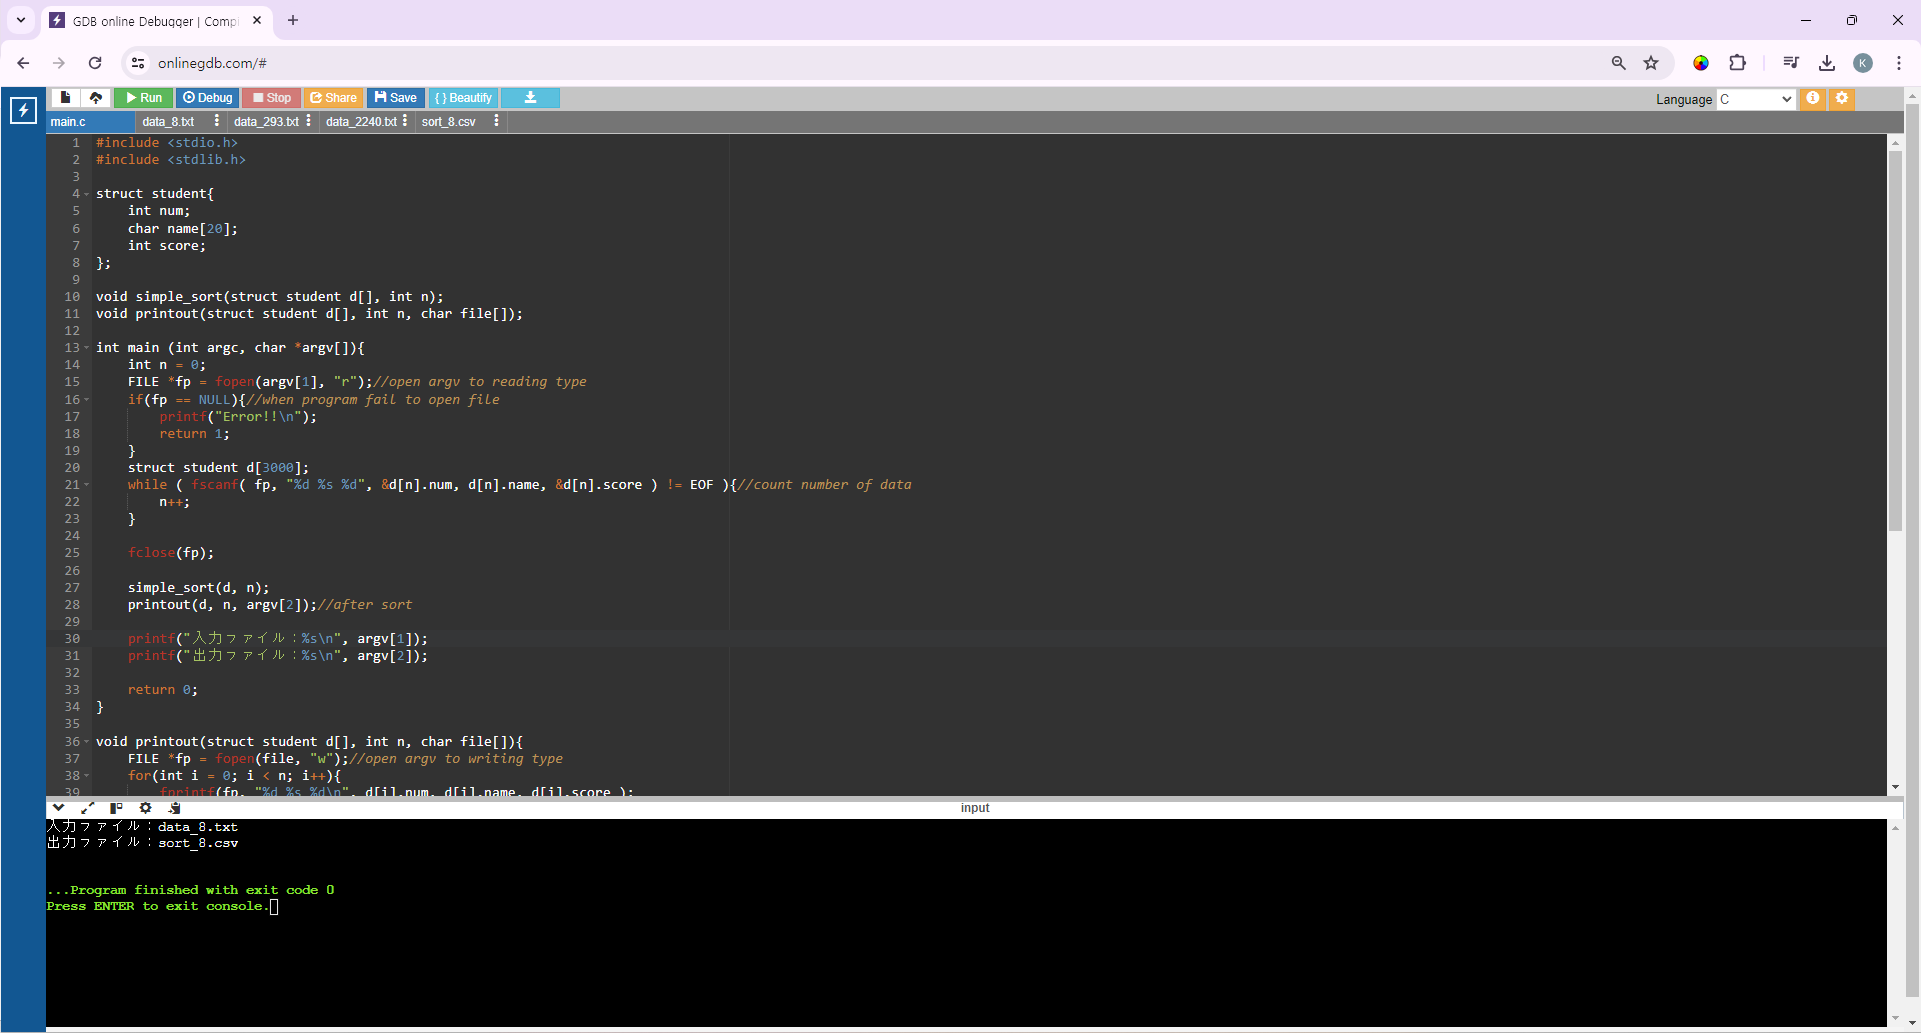 GDB online Debugger | Compi
onlinegdb.com/#
K
Run Debug Stop Share Save { } Beautify
Language C
main.c data_8.txt data_293.txt data_2240.txt sort_8.csv
1 #include <stdio.h>
2 #include <stdlib.h>
3
4 struct student{
5 int num;
6 char name[20];
7 int score;
8 };
9
10 void simple_sort(struct student d[], int n);
11 void printout(struct student d[], int n, char file[]);
12
13 int main (int argc, char *argv[]){
14 int n = 0;
15 FILE *fp = fopen(argv[1], "r");//open argv to reading type
16 if(fp == NULL){//when program fail to open file
17 printf("Error!!\n");
18 return 1;
19 }
20 struct student d[3000];
21 while ( fscanf( fp, "%d %s %d", &d[n].num, d[n].name, &d[n].score ) != EOF ){//count number of data
22 n++;
23 }
24
25 fclose(fp);
26
27 simple_sort(d, n);
28 printout(d, n, argv[2]);//after sort
29
30 printf("入力ファイル：%s\n", argv[1]);
31 printf("出力ファイル：%s\n", argv[2]);
32
33 return 0;
34 }
35
36 void printout(struct student d[], int n, char file[]){
37 FILE *fp = fopen(file, "w");//open argv to writing type
38 for(int i = 0; i < n; i++){
39 fprintf(fp, "%d %s %d\n", d[i].num, d[i].name, d[i].score );
input
入力ファイル：data_8.txt
出力ファイル：sort_8.csv
...Program finished with exit code 0
Press ENTER to exit console.